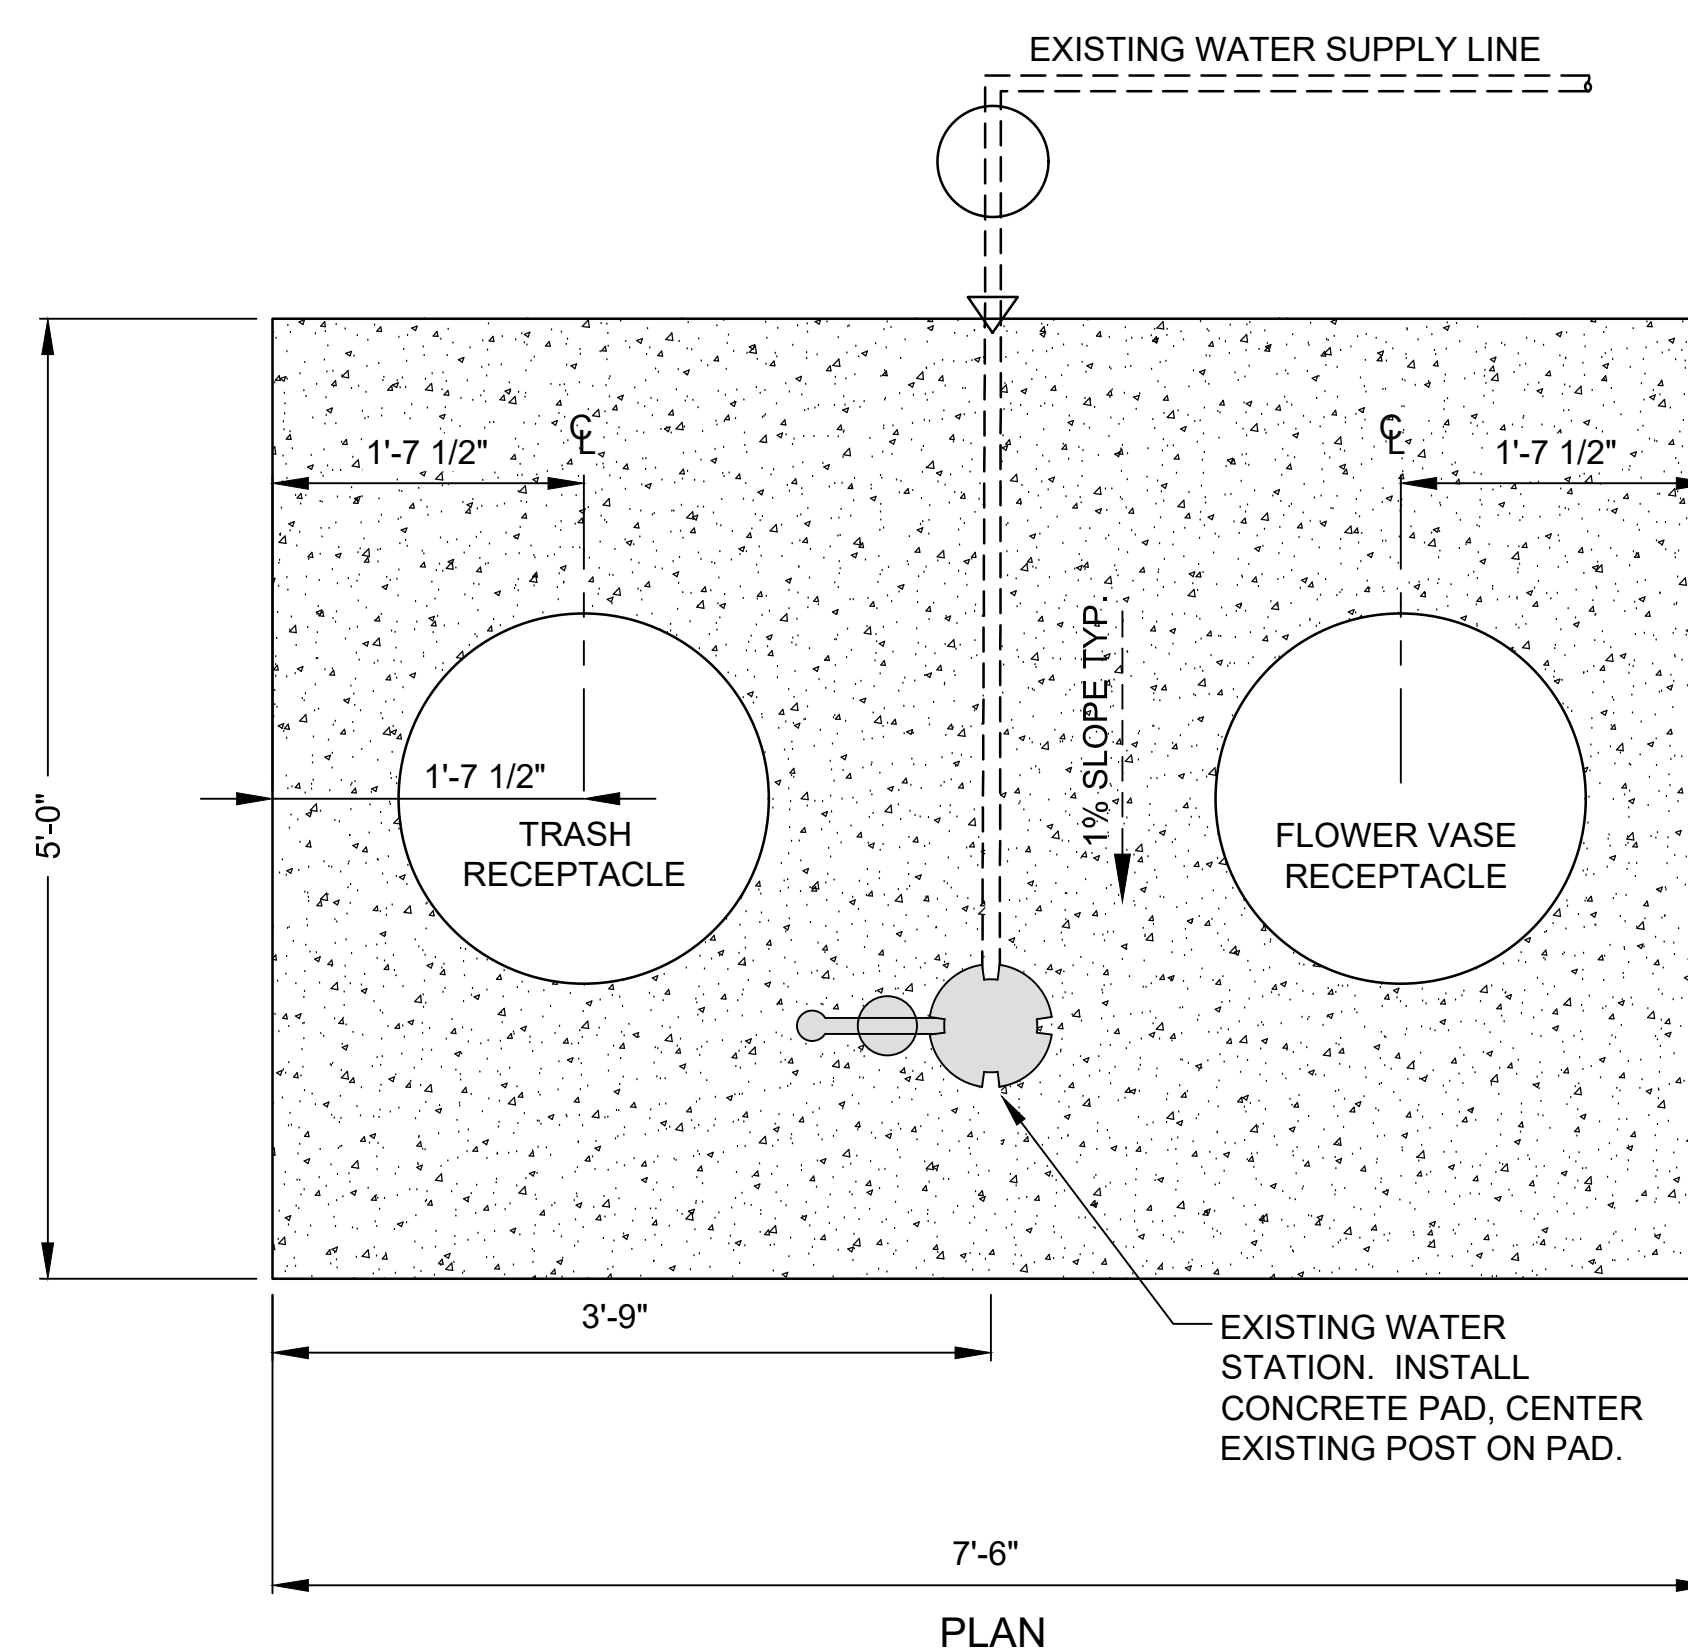 EXISTING WATER SUPPLY LINE
℄
℄
1'-7 1/2"
1'-7 1/2"
1% SLOPE TYP.
1'-7 1/2"
5'-0"
TRASH
RECEPTACLE
FLOWER VASE
RECEPTACLE
3'-9"
EXISTING WATER
STATION. INSTALL
CONCRETE PAD, CENTER
EXISTING POST ON PAD.
7'-6"
PLAN